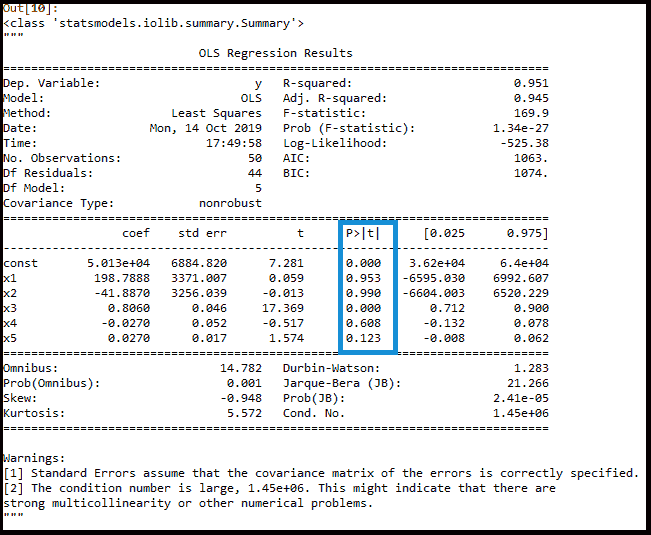 Out[10]:
<class 'statsmodels.iolib.summary.Summary'>
"""
                            OLS Regression Results
==============================================================================
Dep. Variable:                      y   R-squared:                       0.951
Model:                            OLS   Adj. R-squared:                  0.945
Method:                 Least Squares   F-statistic:                     169.9
Date:                Mon, 14 Oct 2019   Prob (F-statistic):           1.34e-27
Time:                        17:49:58   Log-Likelihood:                -525.38
No. Observations:                  50   AIC:                             1063.
Df Residuals:                      44   BIC:                             1074.
Df Model:                           5
Covariance Type:            nonrobust
==============================================================================
                 coef    std err          t      P>|t|      [0.025      0.975]
------------------------------------------------------------------------------
const       5.013e+04   6884.820      7.281      0.000    3.62e+04     6.4e+04
x1           198.7888   3371.007      0.059      0.953   -6595.030    6992.607
x2           -41.8870   3256.039     -0.013      0.990   -6604.003    6520.229
x3             0.8060      0.046     17.369      0.000       0.712       0.900
x4            -0.0270      0.052     -0.517      0.608      -0.132       0.078
x5             0.0270      0.017      1.574      0.123      -0.008       0.062
==============================================================================
Omnibus:                       14.782   Durbin-Watson:                   1.283
Prob(Omnibus):                  0.001   Jarque-Bera (JB):               21.266
Skew:                          -0.948   Prob(JB):                     2.41e-05
Kurtosis:                       5.572   Cond. No.                     1.45e+06
==============================================================================
Warnings:
[1] Standard Errors assume that the covariance matrix of the errors is correctly specified.
[2] The condition number is large, 1.45e+06. This might indicate that there are
strong multicollinearity or other numerical problems.
"""